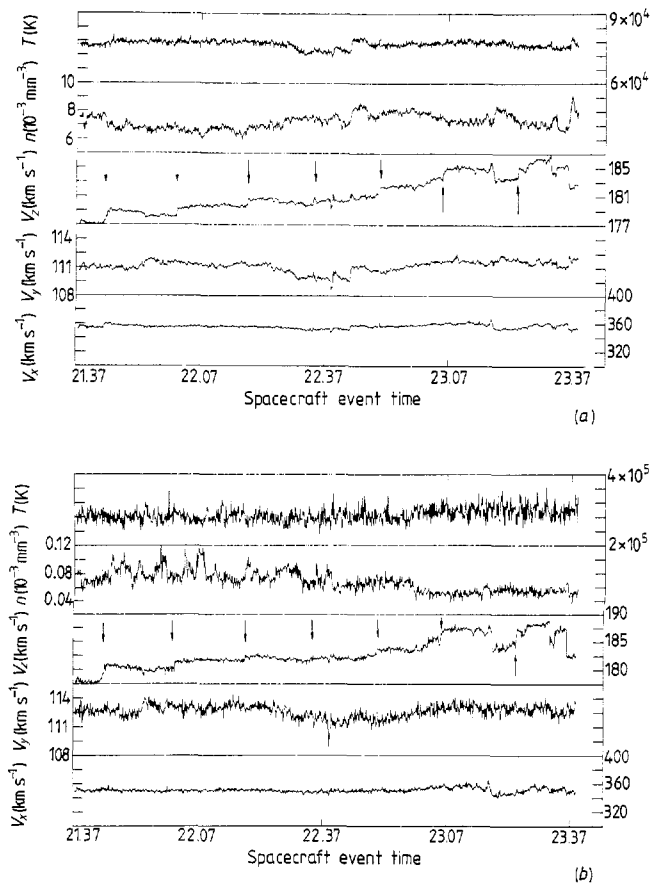 T(K)
9×10⁴
6×10⁴
n(10⁻³ mm⁻³)
10
8
6
V_z(km s⁻¹)
185
181
177
V_y(km s⁻¹)
114
111
108
V_x(km s⁻¹)
400
360
320
21.37 22.07 22.37 23.07 23.37
Spacecraft event time
(a)
T(K)
4×10⁵
2×10⁵
n(10⁻³ mm⁻³)
0.12
0.08
0.04
V_z(km s⁻¹)
190
185
180
V_y(km s⁻¹)
114
111
108
V_x(km s⁻¹)
400
360
320
21.37 22.07 22.37 23.07 23.37
Spacecraft event time
(b)